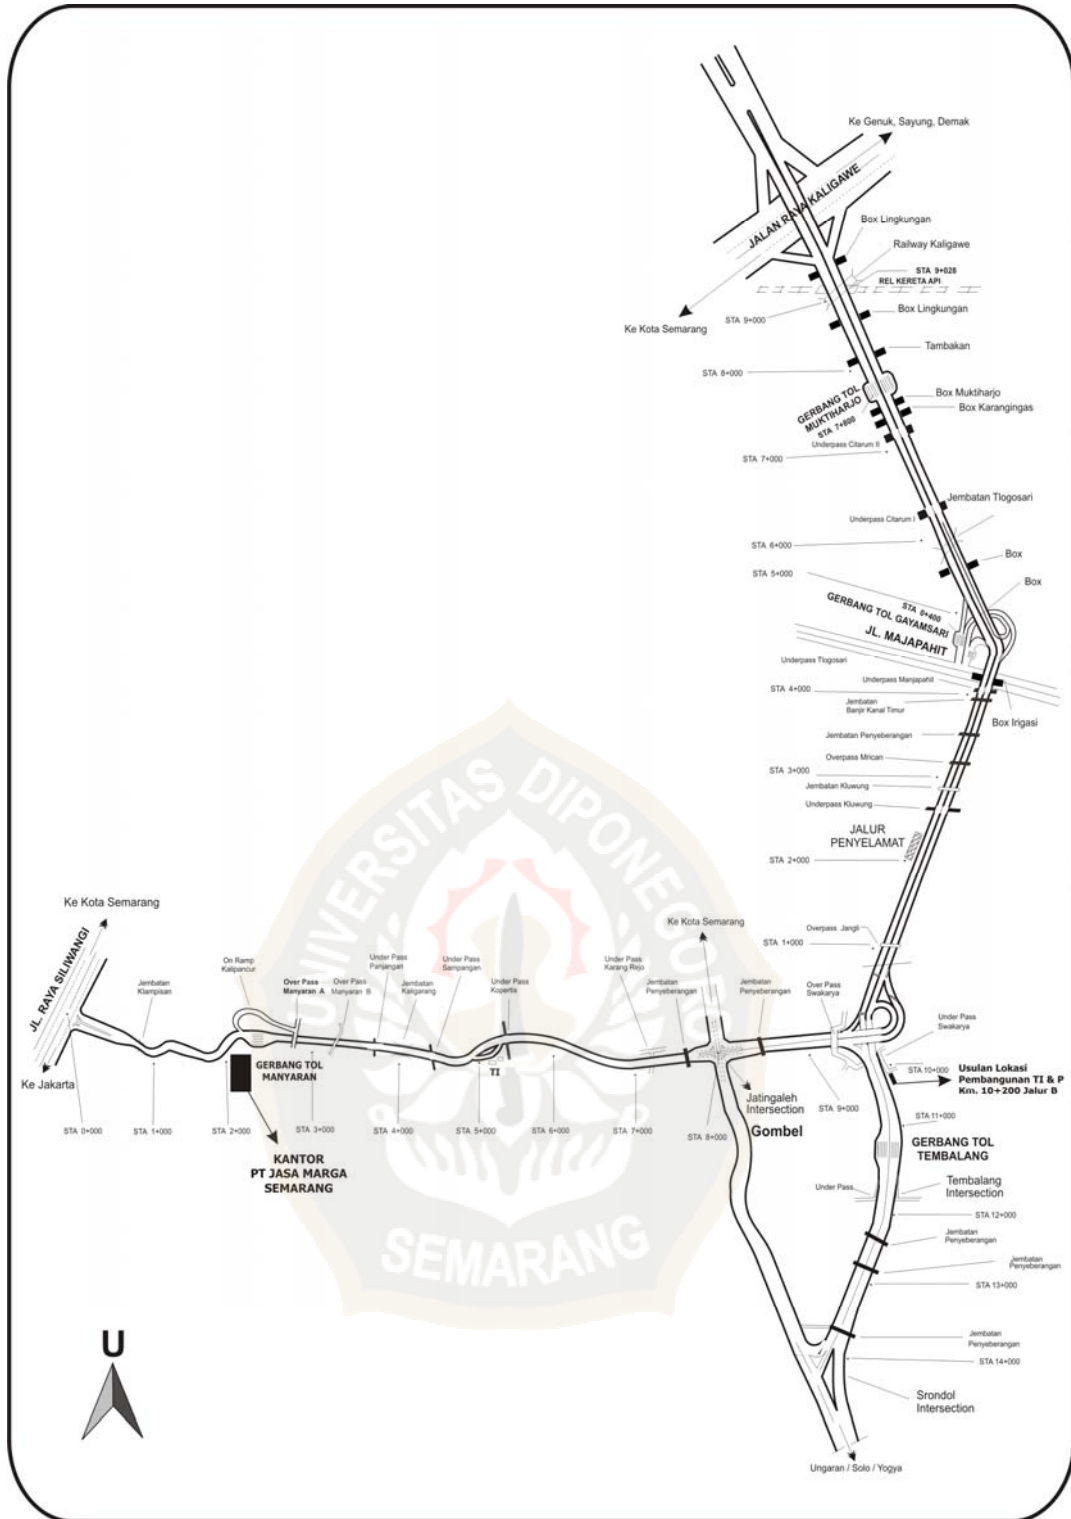 Ke Genuk, Sayung, Demak
JALAN RAYA KALIGAWE
Box Lingkungan
Railway Kaligawe
STA 9+028
REL KERETA API
Box Lingkungan
STA 9+000
Ke Kota Semarang
Tambakan
STA 8+000
GERBANG TOL
MUKTIHARJO
STA 7+800
Box Muktiharjo
Box Karangingas
Underpass Citarum II
STA 7+000
Jembatan Tlogosari
Underpass Citarum I
STA 6+000
Box
STA 5+000
Box
STA 0+400
GERBANG TOL GAYAMSARI
JL. MAJAPAHIT
Underpass Tlogosari
Underpass Manjapahit
STA 4+000
Jembatan
Banjir Kanal Timur
Box Irigasi
Jembatan Penyeberangan
Overpass Mrican
STA 3+000
Jembatan Kluwung
Underpass Kluwung
JALUR
PENYELAMAT
STA 2+000
UNIVERSITAS DIPONEGORO
SEMARANG
Ke Kota Semarang
JL. RAYA SILIWANGI
Ke Jakarta
Jembatan
Klampisan
On Ramp
Kalipancur
Over Pass
Manyaran A
Over Pass
Manyaran B
Under Pass
Panjangan
Jembatan
Kaligarang
Under Pass
Sampangan
Under Pass
Kopertis
Under Pass
Karang Rejo
Jembatan
Penyeberangan
Ke Kota Semarang
Jembatan
Penyeberangan
Overpass Jangli
STA 1+000
Over Pass
Swakarya
Under Pass
Swakarya
GERBANG TOL
MANYARAN
TI
STA 0+000
STA 1+000
STA 2+000
STA 3+000
STA 4+000
STA 5+000
STA 6+000
STA 7+000
STA 8+000
STA 9+000
STA 10+000
Usulan Lokasi
Pembangunan TI & P
Km. 10+200 Jalur B
Jatingaleh
Intersection
Gombel
KANTOR
PT JASA MARGA
SEMARANG
STA 11+000
GERBANG TOL
TEMBALANG
Under Pass
Tembalang
Intersection
STA 12+000
Jembatan
Penyeberangan
Jembatan
Penyeberangan
STA 13+000
Jembatan
Penyeberangan
STA 14+000
Srondol
Intersection
Ungaran / Solo / Yogya
U